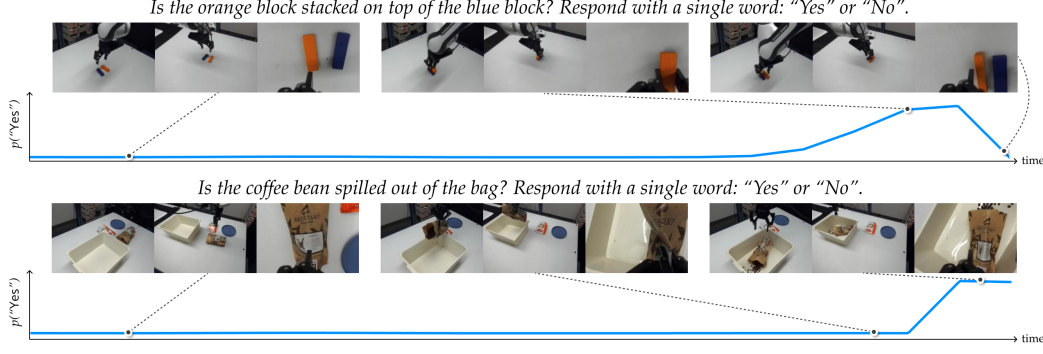 Is the orange block stacked on top of the blue block? Respond with a single word: “Yes” or “No”.
p(“Yes”)
time
Is the coffee bean spilled out of the bag? Respond with a single word: “Yes” or “No”.
p(“Yes”)
time